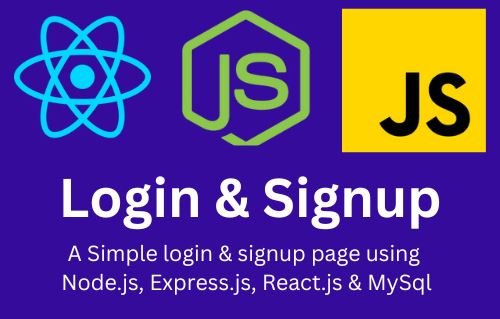 JS
JS
Login & Signup
A Simple login & signup page using
Node.js, Express.js, React.js & MySql